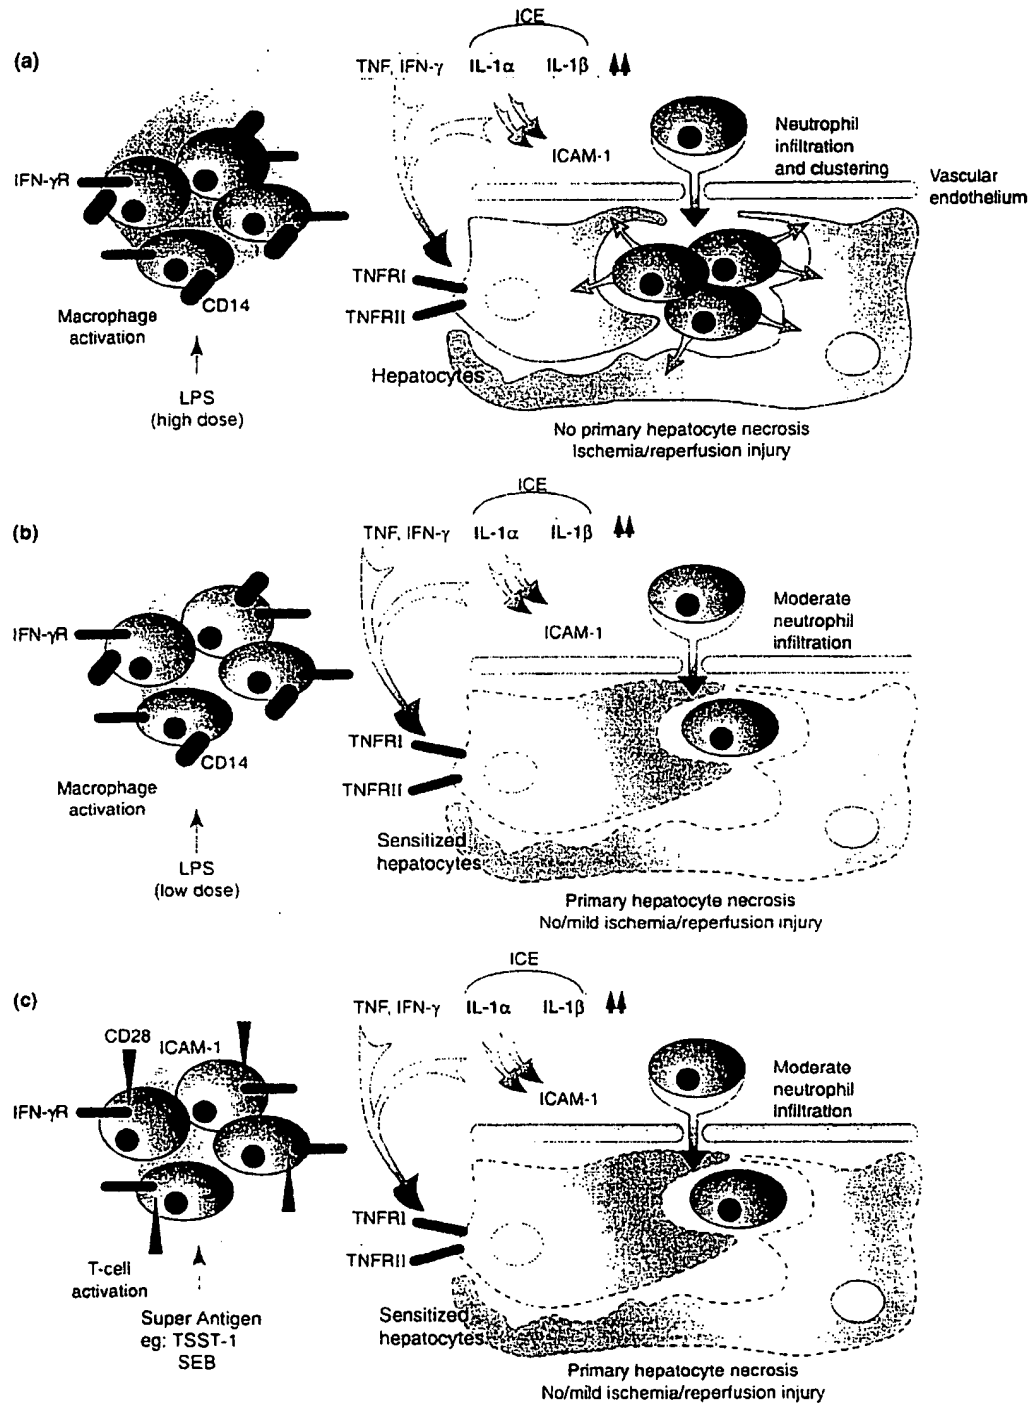 (a)
ICE
TNF, IFN-γ IL-1α IL-1β
ICAM-1
Neutrophil
infiltration
and clustering
Vascular
endothelium
IFN-γR
TNFRI
TNFRII
CD14
Macrophage
activation
LPS
(high dose)
Hepatocytes
No primary hepatocyte necrosis
Ischemia/reperfusion injury
(b)
ICE
TNF, IFN-γ IL-1α IL-1β
ICAM-1
Moderate
neutrophil
infiltration
IFN-γR
TNFRI
TNFRII
CD14
Macrophage
activation
LPS
(low dose)
Sensitized
hepatocytes
Primary hepatocyte necrosis
No/mild ischemia/reperfusion injury
(c)
ICE
TNF, IFN-γ IL-1α IL-1β
CD28
ICAM-1
ICAM-1
Moderate
neutrophil
infiltration
IFN-γR
TNFRI
TNFRII
T-cell
activation
Super Antigen
eg: TSST-1
SEB
Sensitized
hepatocytes
Primary hepatocyte necrosis
No/mild ischemia/reperfusion injury